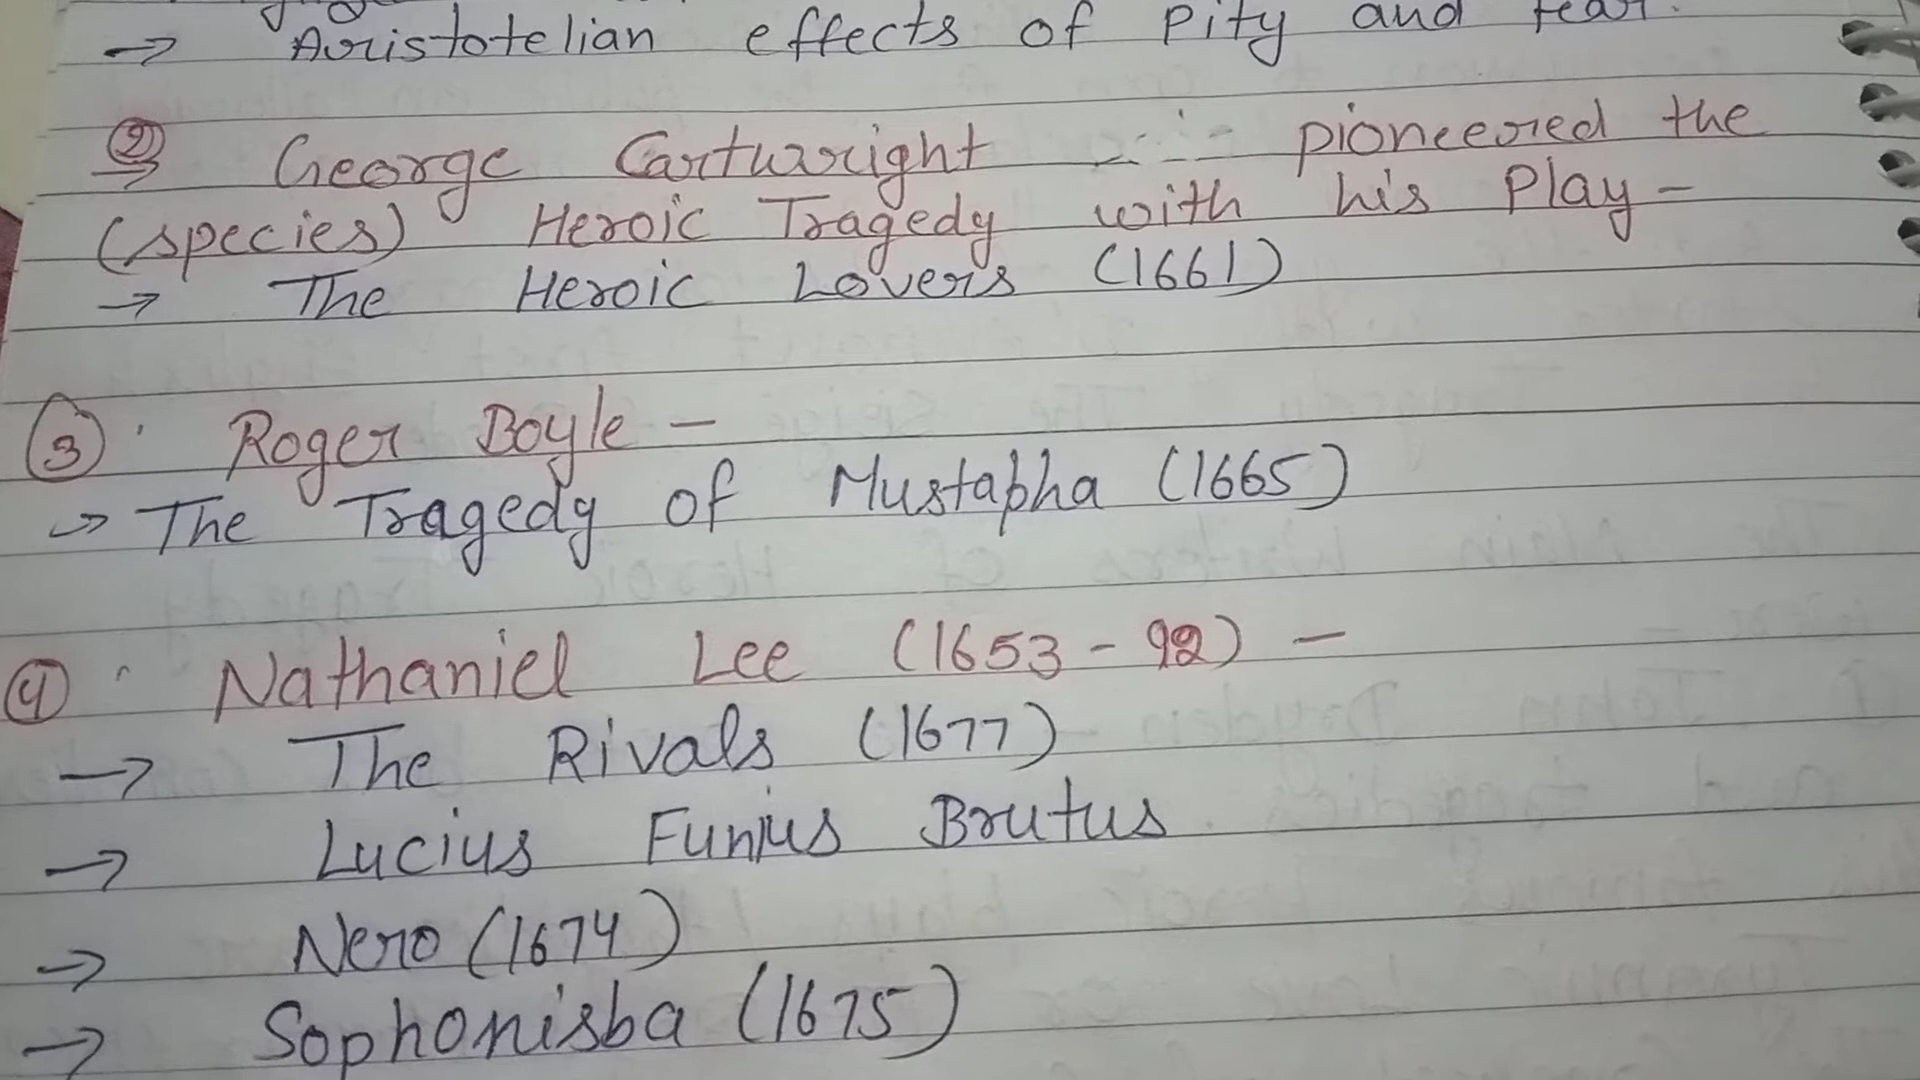 → Aristotelian effects of Pity and fear.
② George Cartwright pioneered the
(species) Heroic Tragedy with his Play -
→ The Heroic Lovers (1661)
③ Roger Boyle -
→ The Tragedy of Mustapha (1665)
④ Nathaniel Lee (1653 - 92) -
→ The Rivals (1677)
→ Lucius Funius Brutus
→ Nero (1674)
→ Sophonisba (1675)